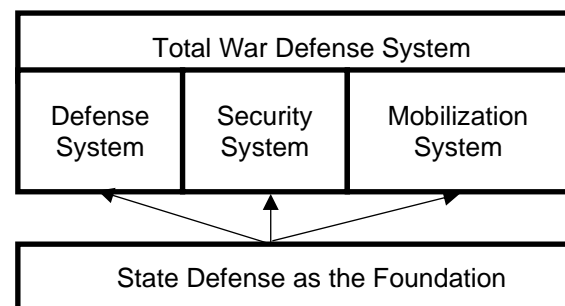 Total War Defense System
Defense
System
Security
System
Mobilization
System
State Defense as the Foundation